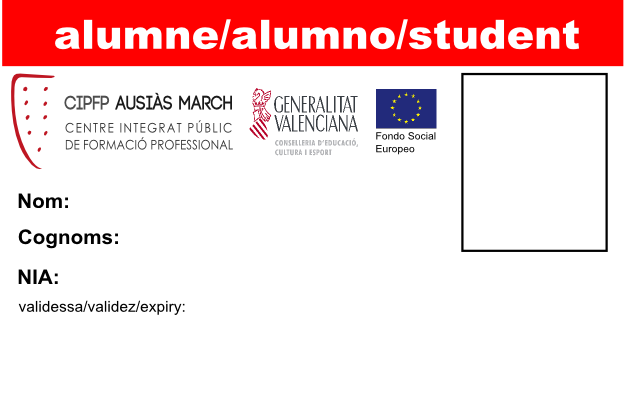 alumne/alumno/student
CIPFP AUSIÀS MARCH
CENTRE INTEGRAT PÚBLIC
DE FORMACIÓ PROFESSIONAL
GENERALITAT
VALENCIANA
CONSELLERIA D'EDUCACIÓ,
CULTURA I ESPORT
Fondo Social
Europeo
Nom:
Cognoms:
NIA:
validessa/validez/expiry: